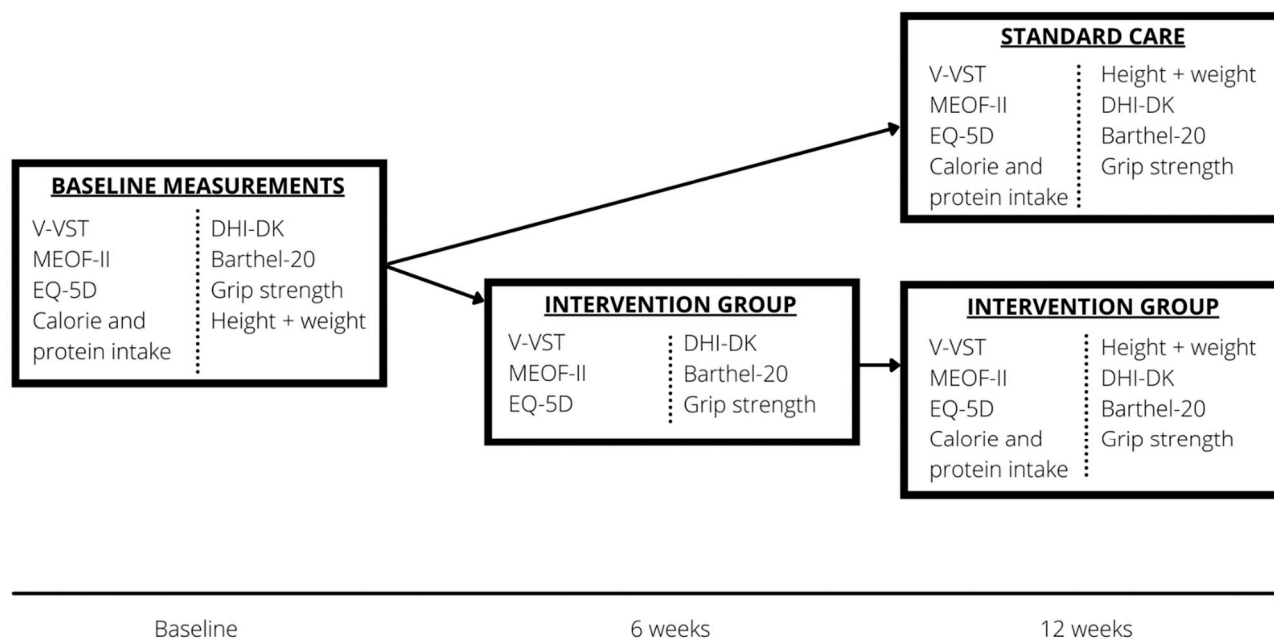 BASELINE MEASUREMENTS
V-VST
MEOF-II
EQ-5D
Calorie and
protein intake
DHI-DK
Barthel-20
Grip strength
Height + weight
STANDARD CARE
V-VST
MEOF-II
EQ-5D
Calorie and
protein intake
Height + weight
DHI-DK
Barthel-20
Grip strength
INTERVENTION GROUP
V-VST
MEOF-II
EQ-5D
DHI-DK
Barthel-20
Grip strength
INTERVENTION GROUP
V-VST
MEOF-II
EQ-5D
Calorie and
protein intake
Height + weight
DHI-DK
Barthel-20
Grip strength
Baseline
6 weeks
12 weeks